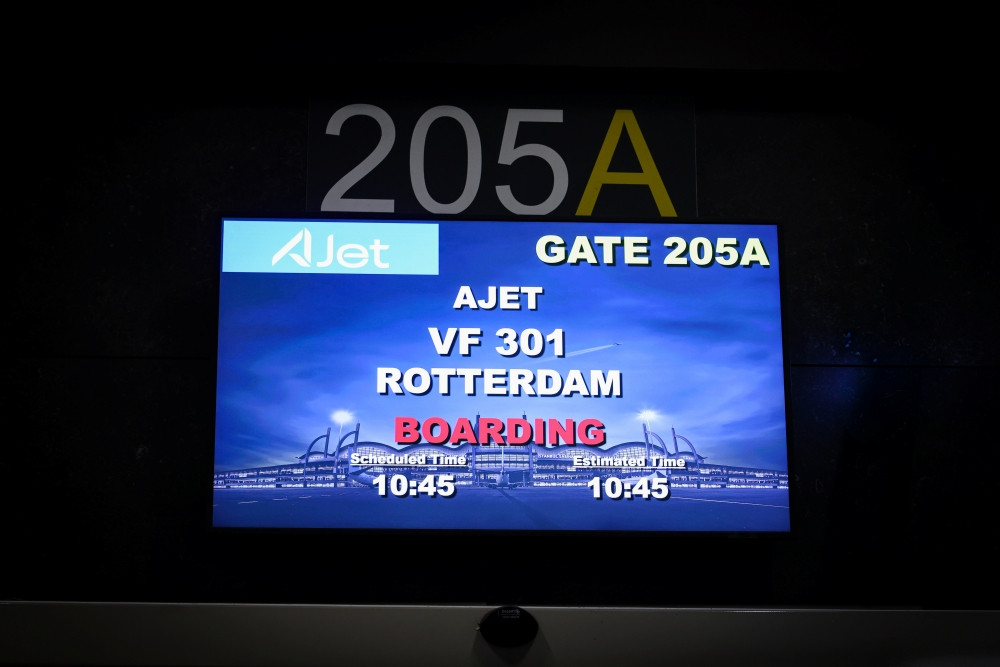 205A
AJet
GATE 205A
AJET
VF 301
ROTTERDAM
BOARDING
Scheduled Time
Estimated Time
10:45
10:45